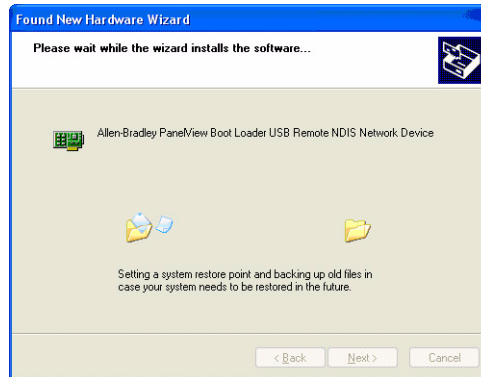 Found New Hardware Wizard
Please wait while the wizard installs the software...
Allen-Bradley PanelView Boot Loader USB Remote NDIS Network Device
Setting a system restore point and backing up old files in
case your system needs to be restored in the future.
< Back Next > Cancel